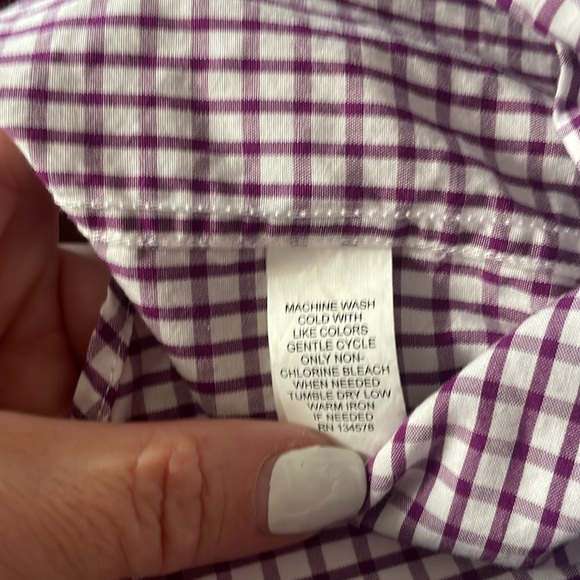 MACHINE WASH
COLD WITH
LIKE COLORS
GENTLE CYCLE
ONLY NON-
CHLORINE BLEACH
WHEN NEEDED
TUMBLE DRY LOW
WARM IRON
IF NEEDED
RN 134578